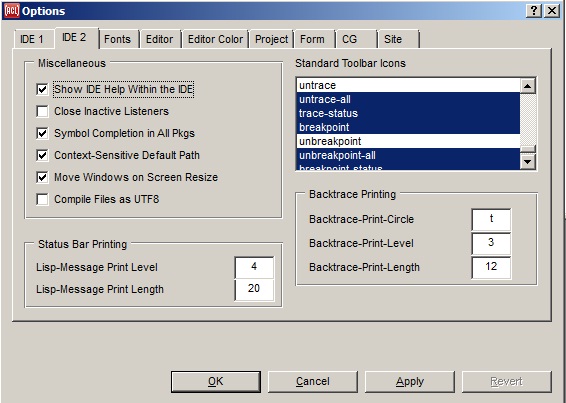 ACL Options ? X
IDE 1 IDE 2 Fonts Editor Editor Color Project Form CG Site
Miscellaneous
Show IDE Help Within the IDE
Close Inactive Listeners
Symbol Completion in All Pkgs
Context-Sensitive Default Path
Move Windows on Screen Resize
Compile Files as UTF8
Status Bar Printing
Lisp-Message Print Level 4
Lisp-Message Print Length 20
Standard Toolbar Icons
untrace
untrace-all
trace-status
breakpoint
unbreakpoint
unbreakpoint-all
breakpoint-status
Backtrace Printing
Backtrace-Print-Circle t
Backtrace-Print-Level 3
Backtrace-Print-Length 12
OK Cancel Apply Revert